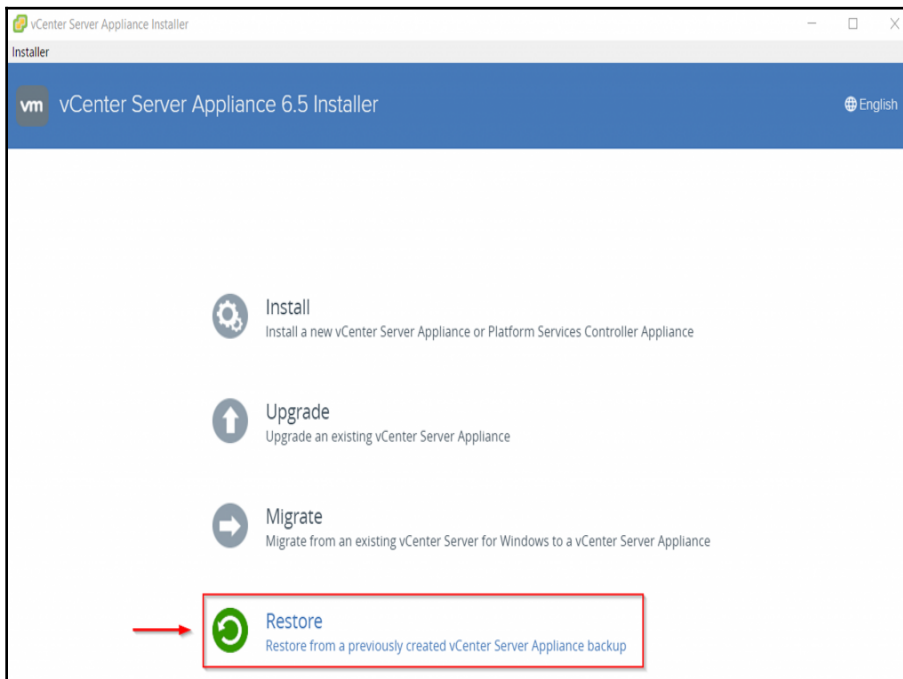 vCenter Server Appliance Installer
Installer
vm vCenter Server Appliance 6.5 Installer English
Install
Install a new vCenter Server Appliance or Platform Services Controller Appliance
Upgrade
Upgrade an existing vCenter Server Appliance
Migrate
Migrate from an existing vCenter Server for Windows to a vCenter Server Appliance
Restore
Restore from a previously created vCenter Server Appliance backup